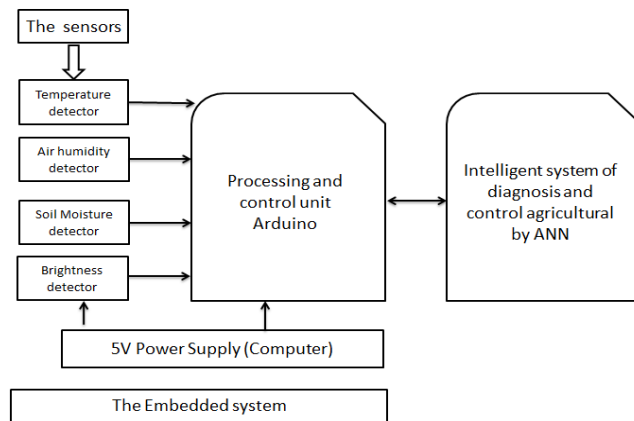 The sensors
Temperature
detector
Air humidity
detector
Soil Moisture
detector
Brightness
detector
Processing and
control unit
Arduino
Intelligent system of
diagnosis and
control agricultural
by ANN
5V Power Supply (Computer)
The Embedded system